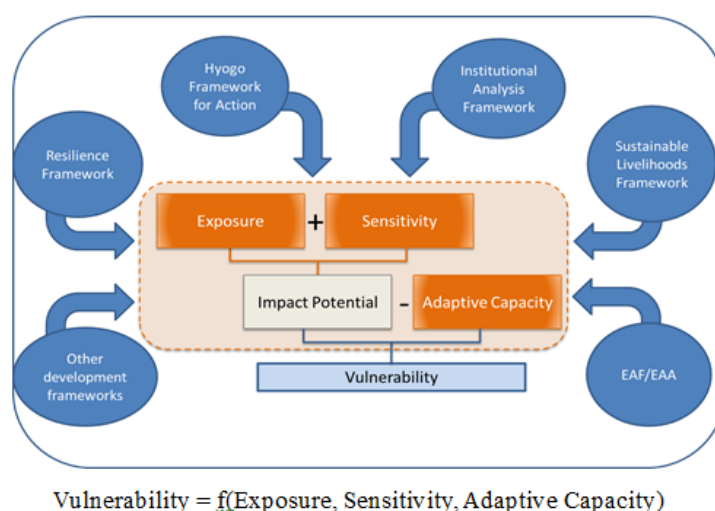 Hyogo
Framework
for Action
Institutional
Analysis
Framework
Resilience
Framework
Sustainable
Livelihoods
Framework
Exposure
+
Sensitivity
Impact Potential
-
Adaptive Capacity
Other
development
frameworks
Vulnerability
EAF/EAA
Vulnerability = f(Exposure, Sensitivity, Adaptive Capacity)